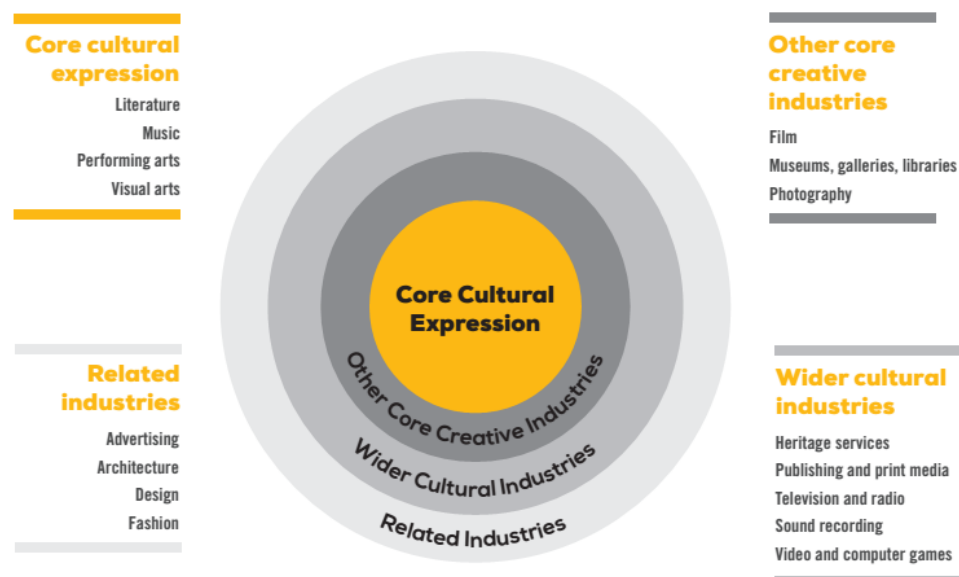 Core cultural
expression
Literature
Music
Performing arts
Visual arts
Other core
creative
industries
Film
Museums, galleries, libraries
Photography
Core Cultural
Expression
Other Core Creative Industries
Wider Cultural Industries
Related Industries
Related
industries
Advertising
Architecture
Design
Fashion
Wider cultural
industries
Heritage services
Publishing and print media
Television and radio
Sound recording
Video and computer games